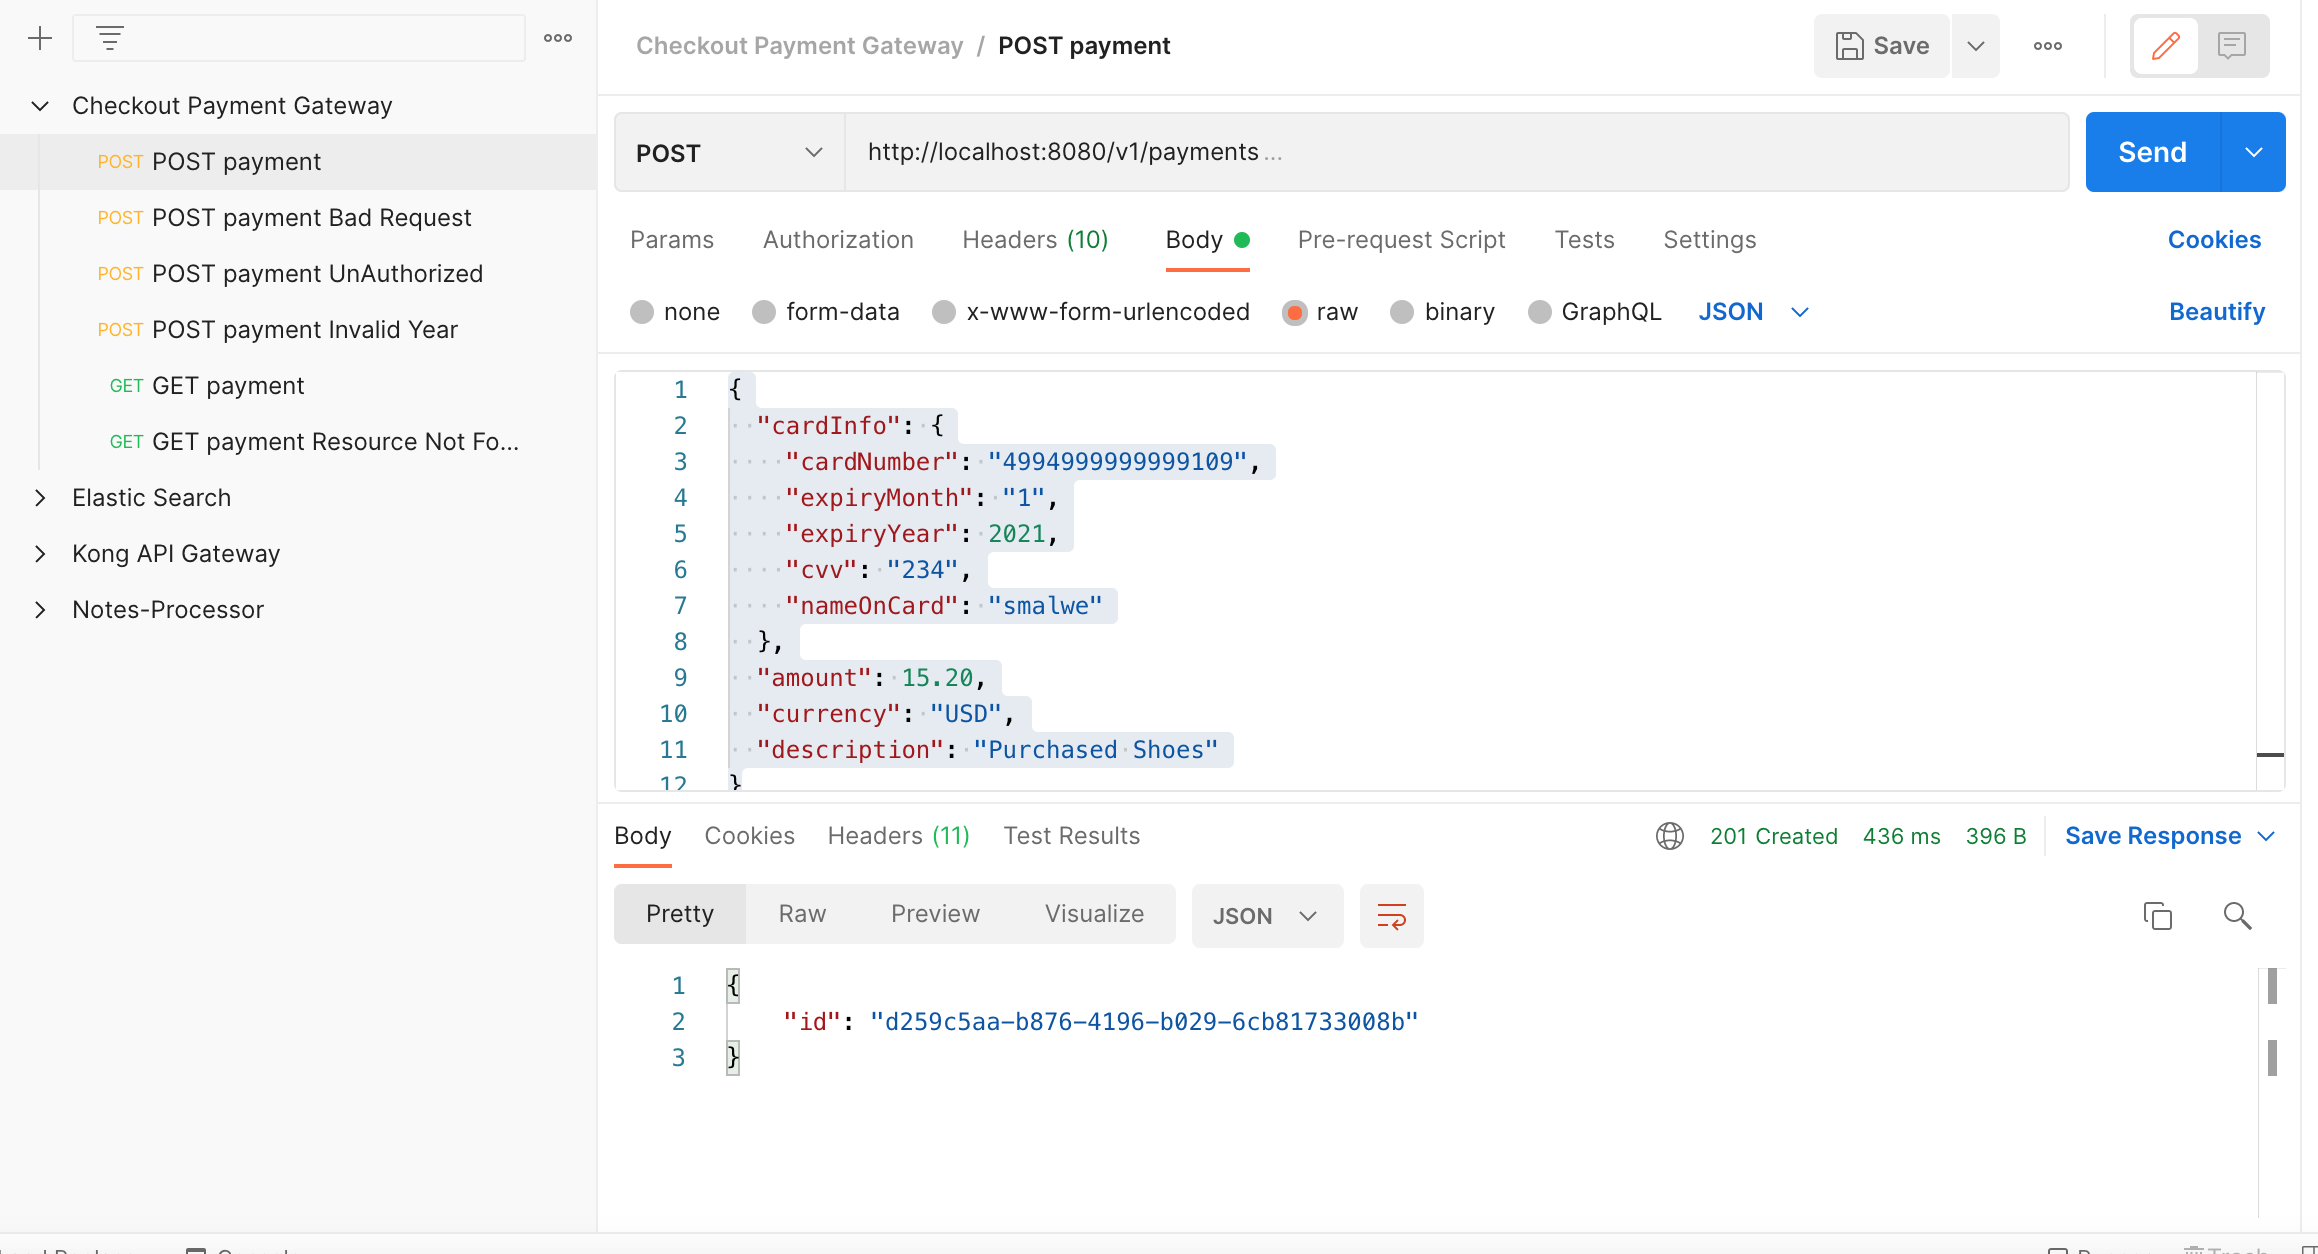 Checkout Payment Gateway / POST payment
Save
Checkout Payment Gateway
POST POST payment
POST POST payment Bad Request
POST POST payment UnAuthorized
POST POST payment Invalid Year
GET GET payment
GET GET payment Resource Not Fo...
Elastic Search
Kong API Gateway
Notes-Processor
POST http://localhost:8080/v1/payments ... Send
Params Authorization Headers (10) Body Pre-request Script Tests Settings Cookies
none form-data x-www-form-urlencoded raw binary GraphQL JSON Beautify
1 {
2 "cardInfo": {
3 "cardNumber": "4994999999999109",
4 "expiryMonth": "1",
5 "expiryYear": 2021,
6 "cvv": "234",
7 "nameOnCard": "smalwe"
8 },
9 "amount": 15.20,
10 "currency": "USD",
11 "description": "Purchased Shoes"
12 }
Body Cookies Headers (11) Test Results 201 Created 436 ms 396 B Save Response
Pretty Raw Preview Visualize JSON
1 {
2 "id": "d259c5aa-b876-4196-b029-6cb81733008b"
3 }